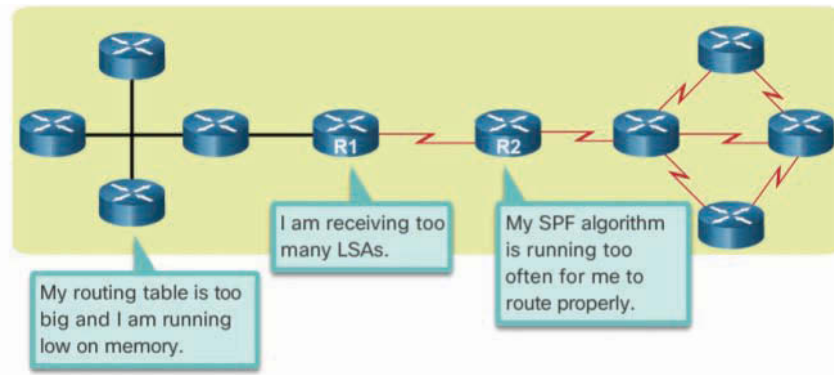 R1
R2
I am receiving too
many LSAs.
My SPF algorithm
is running too
often for me to
route properly.
My routing table is too
big and I am running
low on memory.